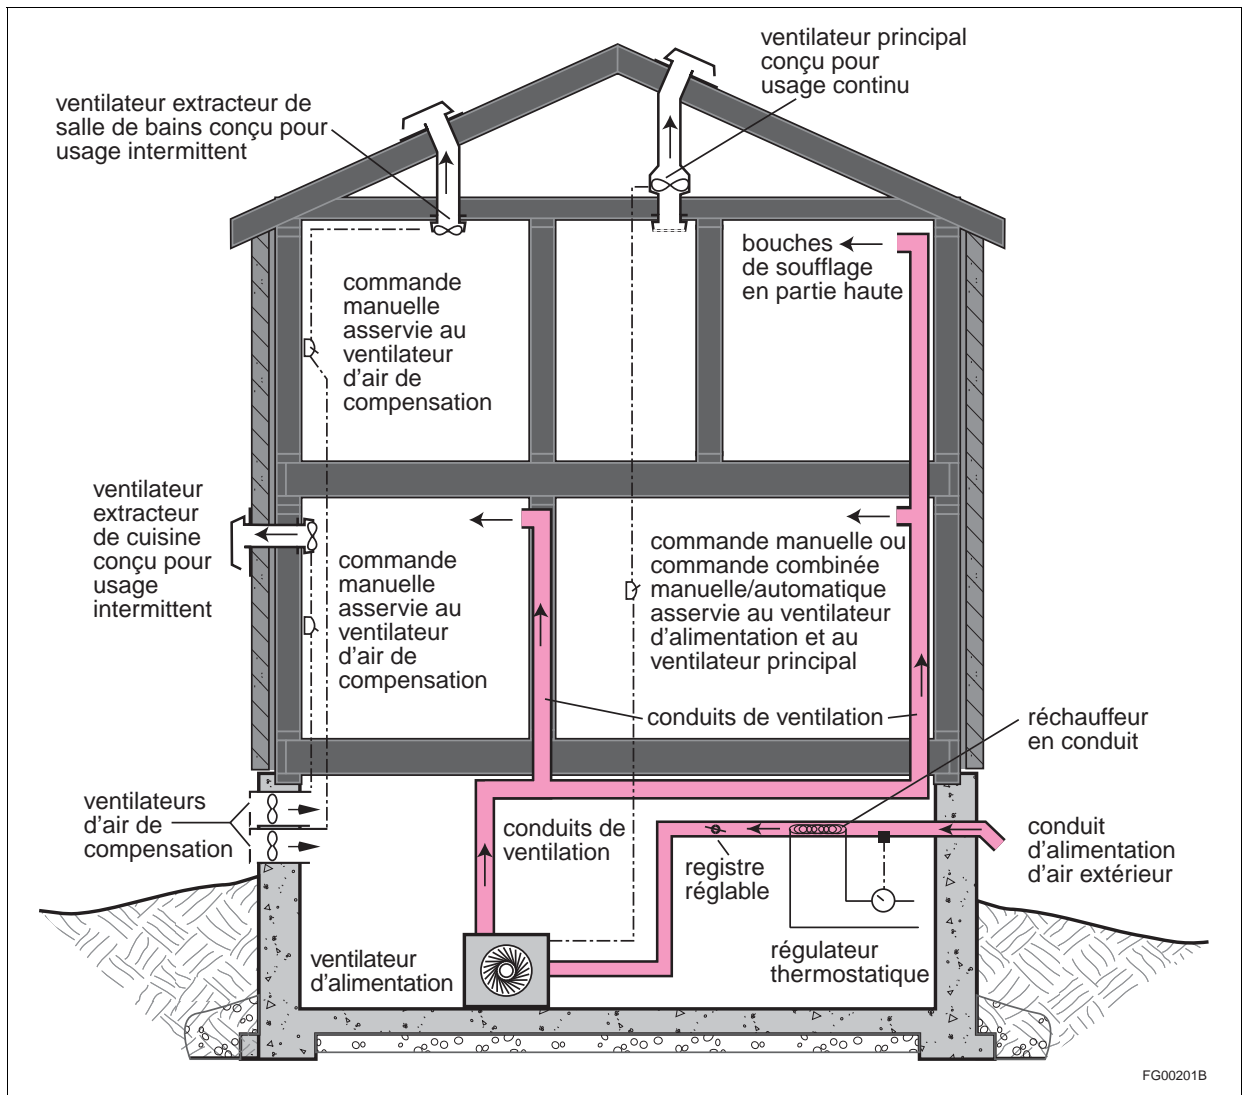 ventilateur principal
conçu pour
usage continu
ventilateur extracteur de
salle de bains conçu pour
usage intermittent
bouches
de soufflage
en partie haute
commande
manuelle
asservie au
ventilateur
d'air de
compensation
ventilateur
extracteur
de cuisine
conçu pour
usage
intermittent
commande
manuelle
asservie au
ventilateur
d'air de
compensation
commande manuelle ou
commande combinée
manuelle/automatique
asservie au ventilateur
d'alimentation et au
ventilateur principal
conduits de ventilation
réchauffeur
en conduit
ventilateurs
d'air de
compensation
conduits de
ventilation
registre
réglable
conduit
d'alimentation
d'air extérieur
ventilateur
d'alimentation
régulateur
thermostatique
FG00201B